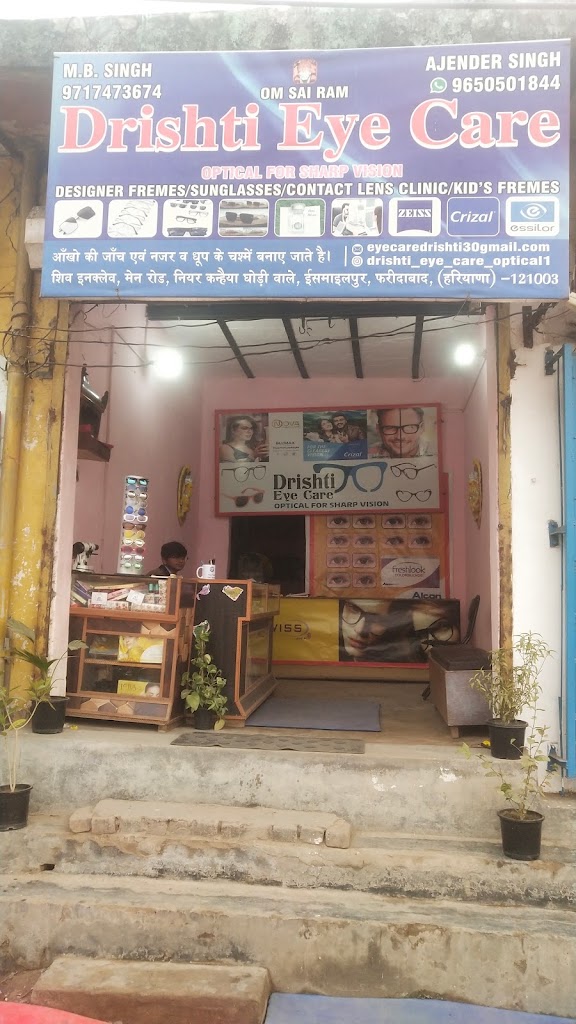 M.B. SINGH
9717473674
OM SAI RAM
AJENDER SINGH
9650501844
Drishti Eye Care
OPTICAL FOR SHARP VISION
DESIGNER FREMES/SUNGLASSES/CONTACT LENS CLINIC/KID'S FREMES
ZEISS
Crizal
essilor
आँखो की जाँच एवं नजर व धूप के चश्में बनाए जाते है।
eyecaredrishti30gmail.com
drishti_eye_care_optical1
शिव इनक्लेव, मेन रोड, नियर कन्हैया घोड़ी वाले, ईसमाइलपुर, फरीदाबाद, (हरियाणा) –121003
Crizal
Drishti
Eye Care
OPTICAL FOR SHARP VISION
freshlook
Alcon
VISS